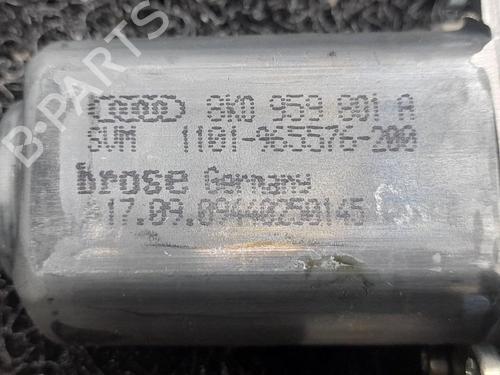 8K0 959 801 A
SVM 1101-965576-200
brose Germany
17.09.09440250145
B-PARTS